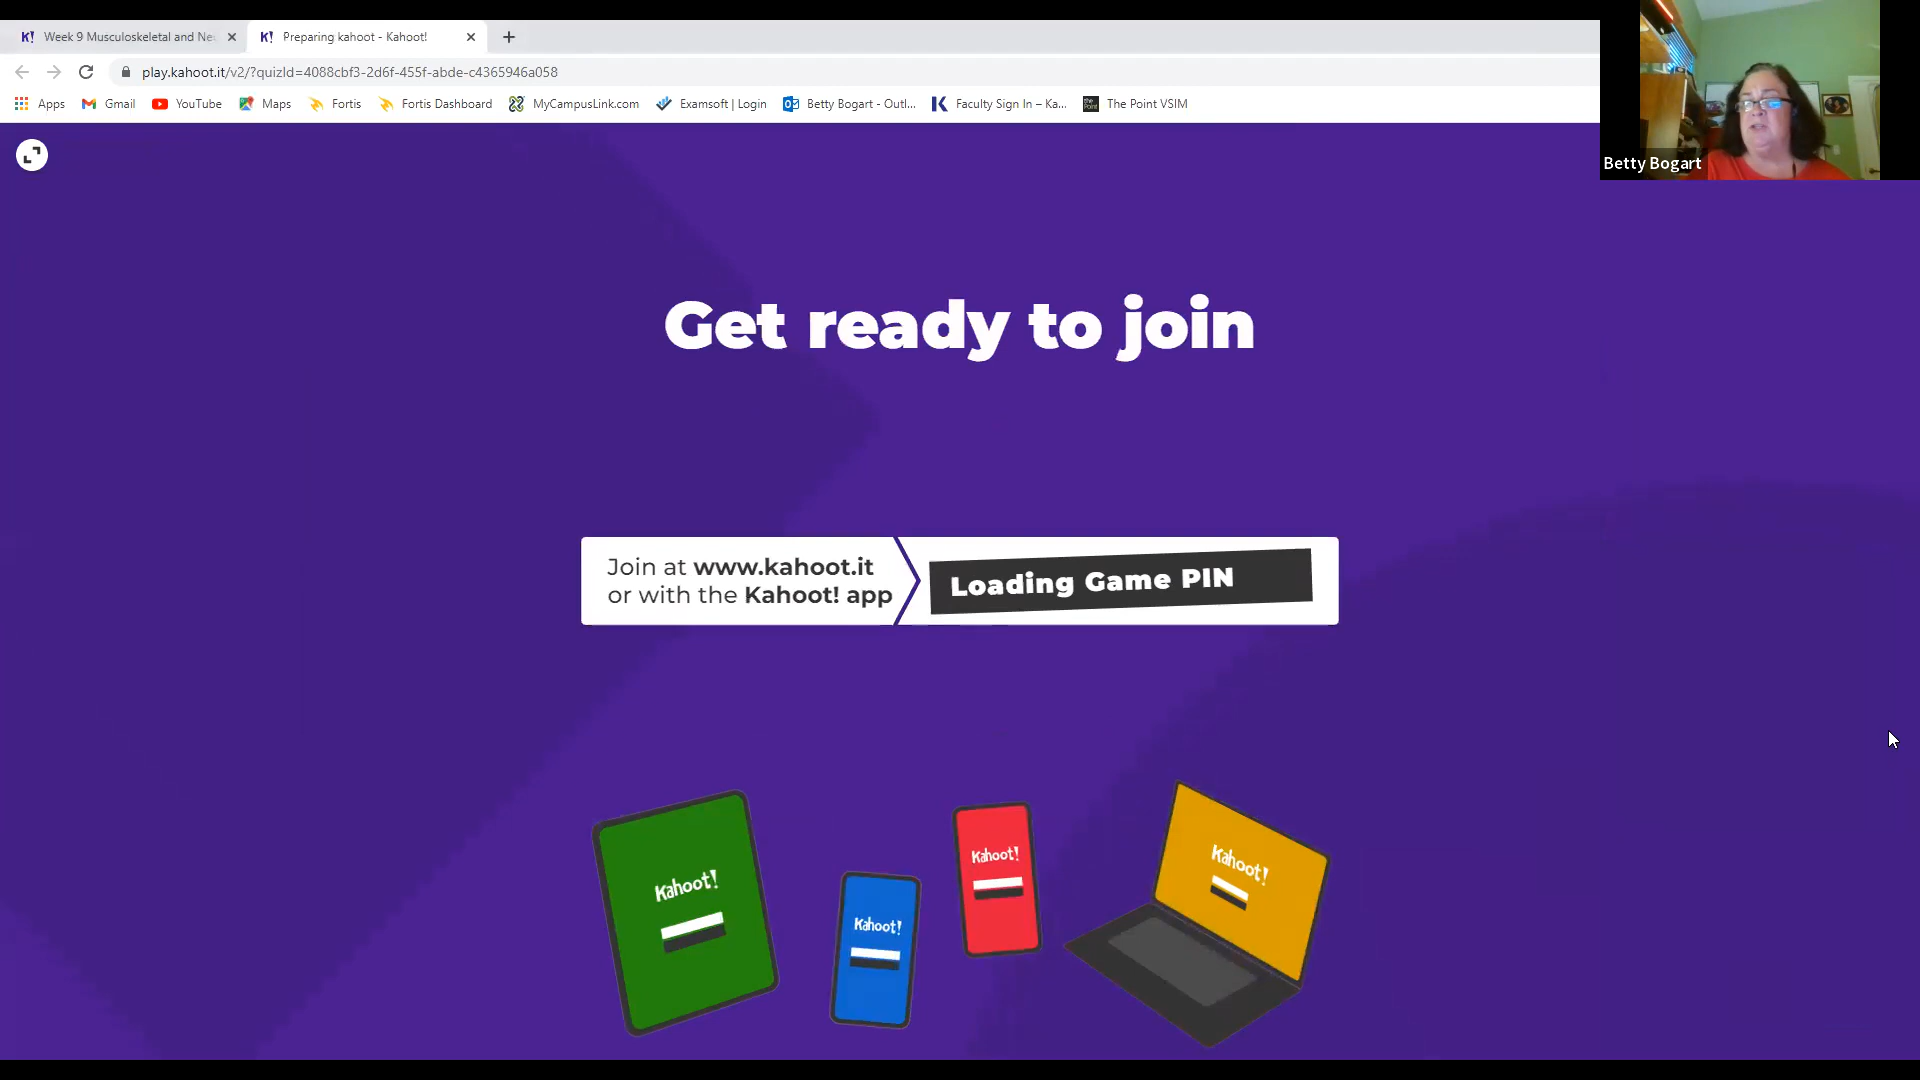 Week 9 Musculoskeletal and Ne
Preparing kahoot - Kahoot!
play.kahoot.it/v2/?quizId=4088cbf3-2d6f-455f-abde-c4365946a058
Apps Gmail YouTube Maps Fortis Fortis Dashboard MyCampusLink.com Examsoft | Login Betty Bogart - Outl... Faculty Sign In – Ka... The Point VSIM
Betty Bogart
Get ready to join
Join at www.kahoot.it
or with the Kahoot! app
Loading Game PIN
Kahoot!
Kahoot!
Kahoot!
Kahoot!